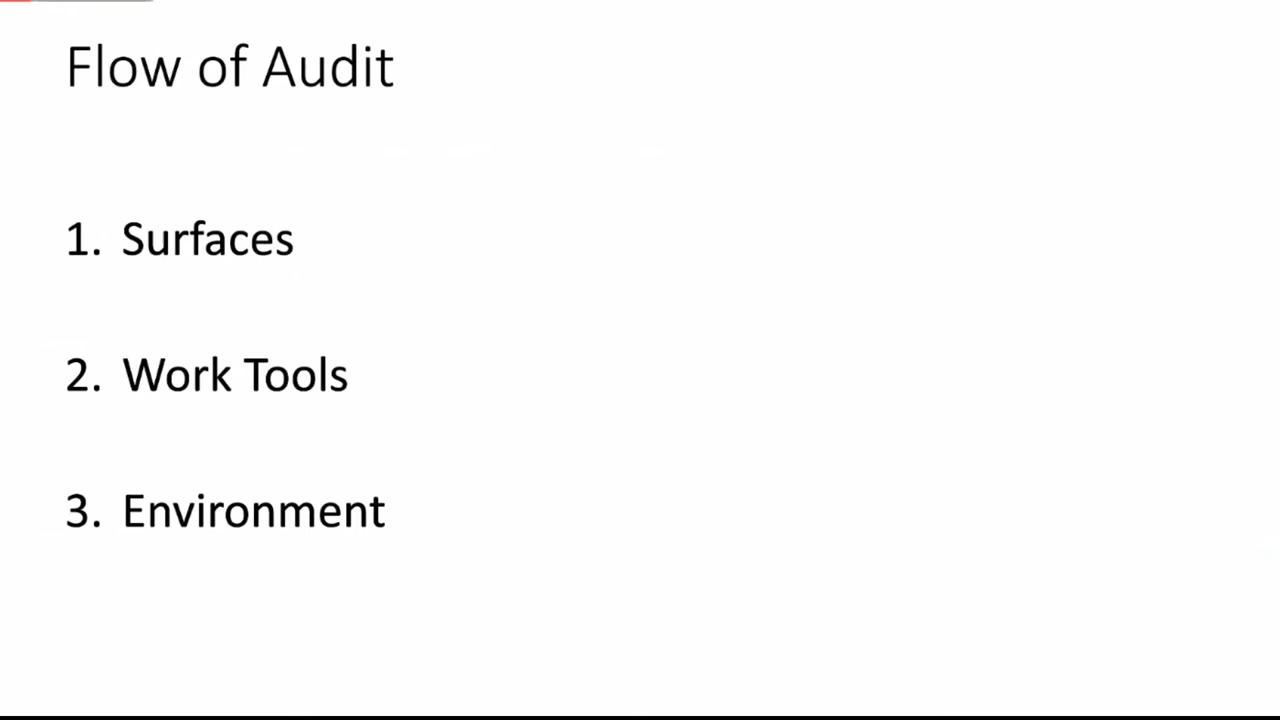 Flow of Audit
1. Surfaces
2. Work Tools
3. Environment